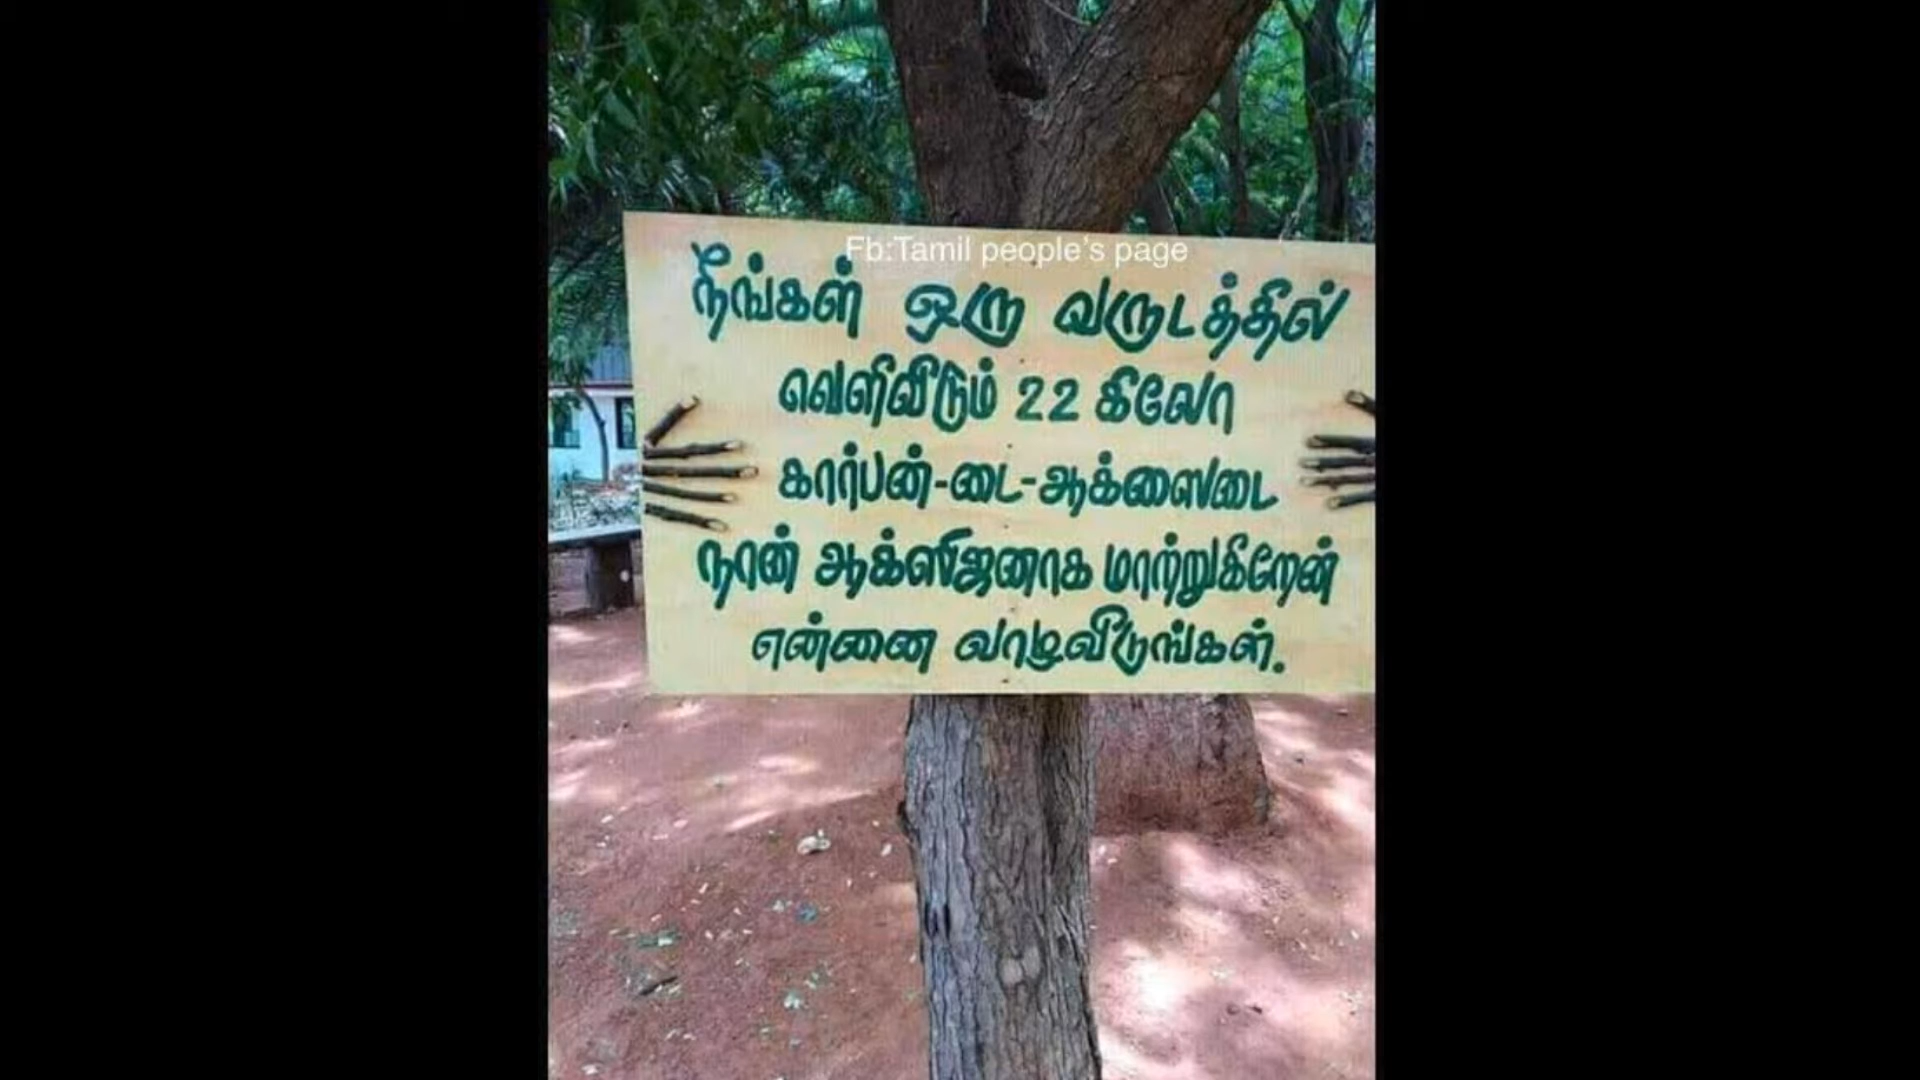 Fb:Tamil people's page
நீங்கள் ஒரு வருடத்தில்
வெளிவிடும் 22 கிலோ
கார்பன்-டை-ஆக்ஸைடை
நான் ஆக்ஸிஜனாக மாற்றுகிறேன்
என்னை வாழவிடுங்கள்.